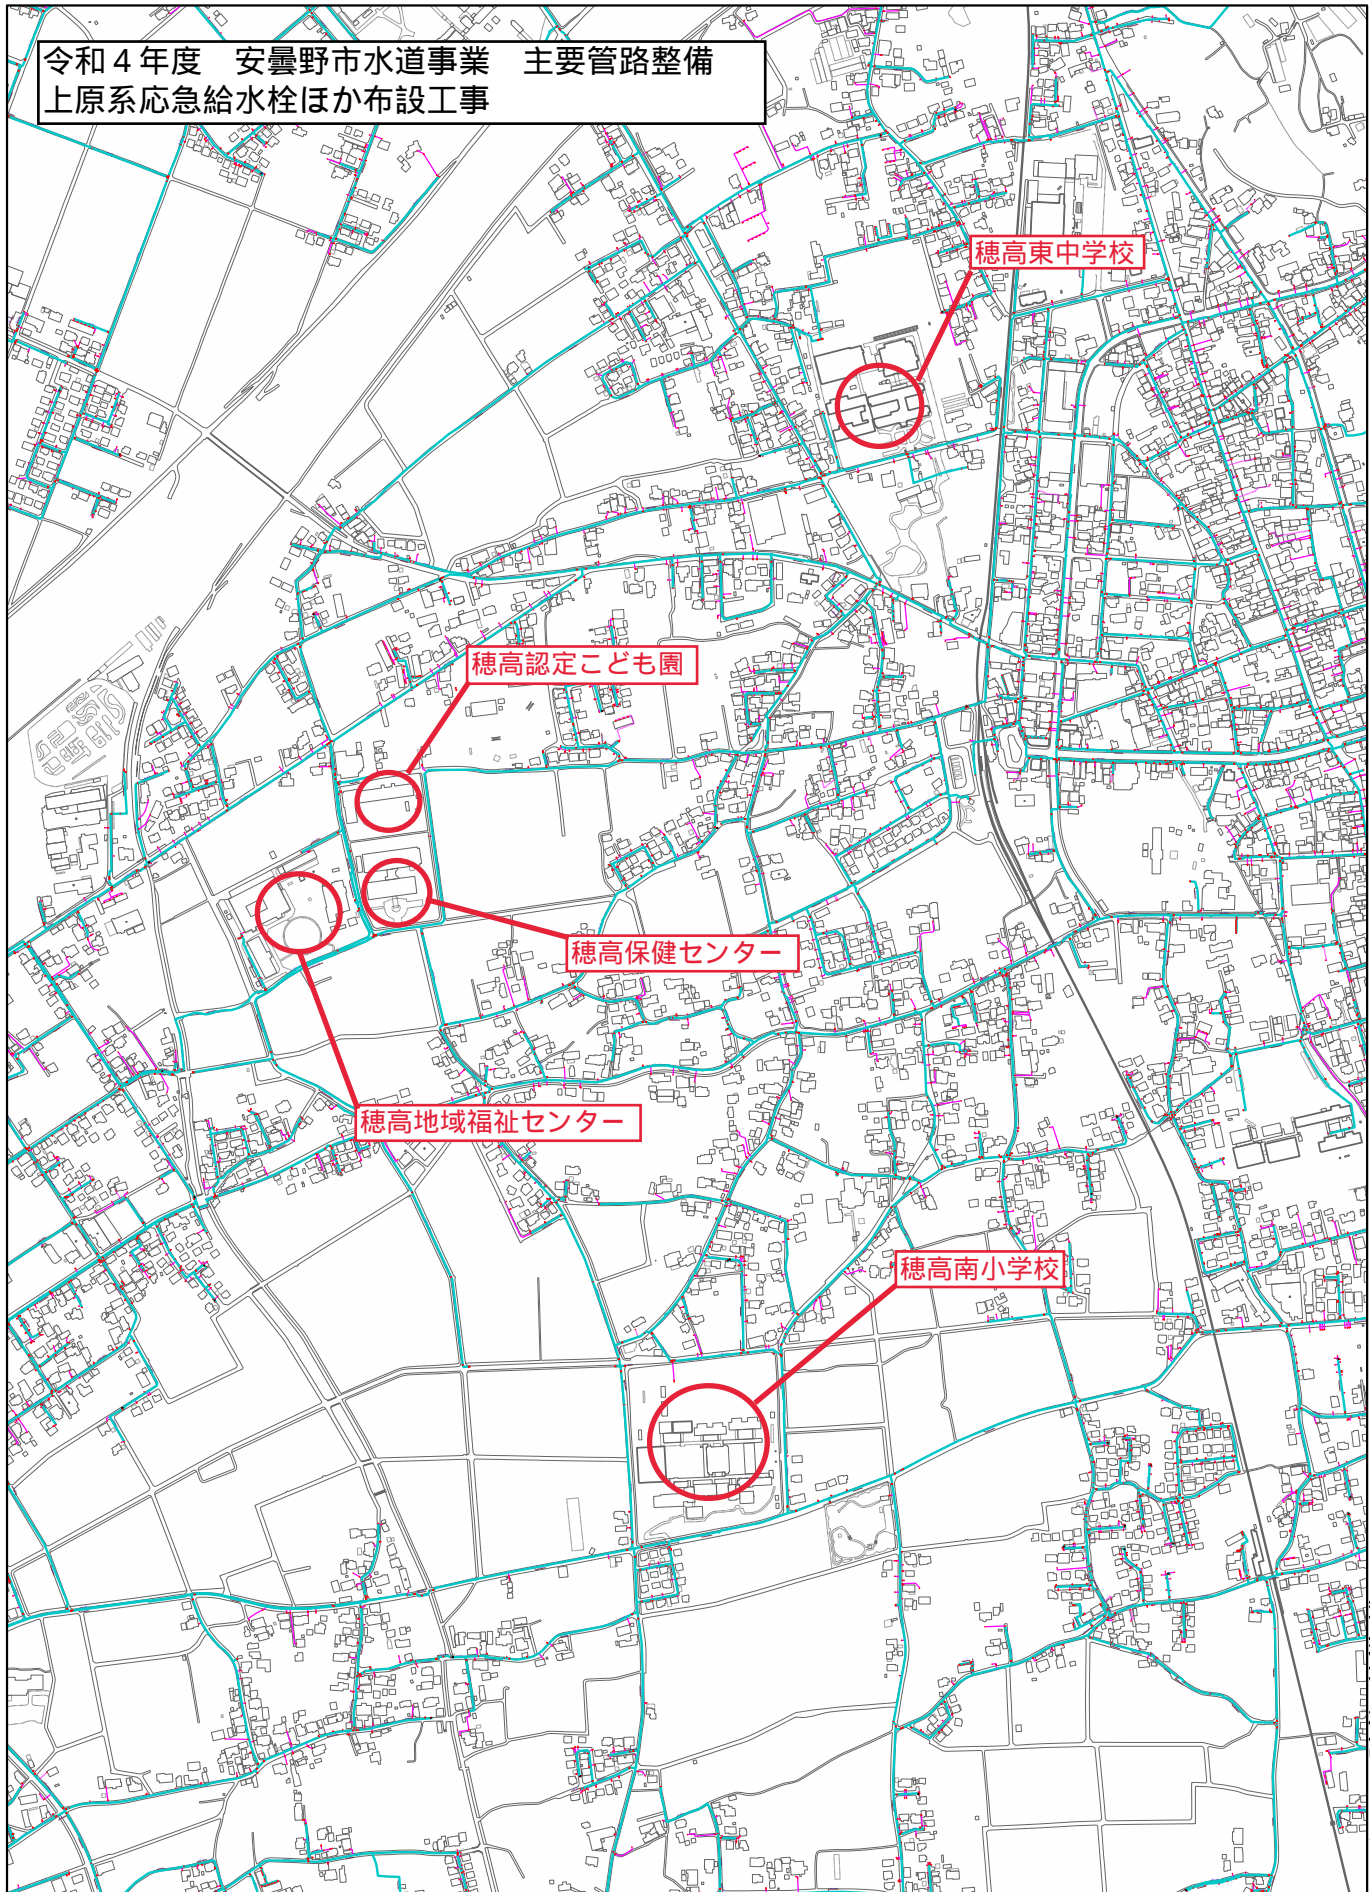 令和４年度　安曇野市水道事業　主要管路整備
上原系応急給水栓ほか布設工事
穂高東中学校
穂高認定こども園
穂高保健センター
穂高地域福祉センター
穂高南小学校